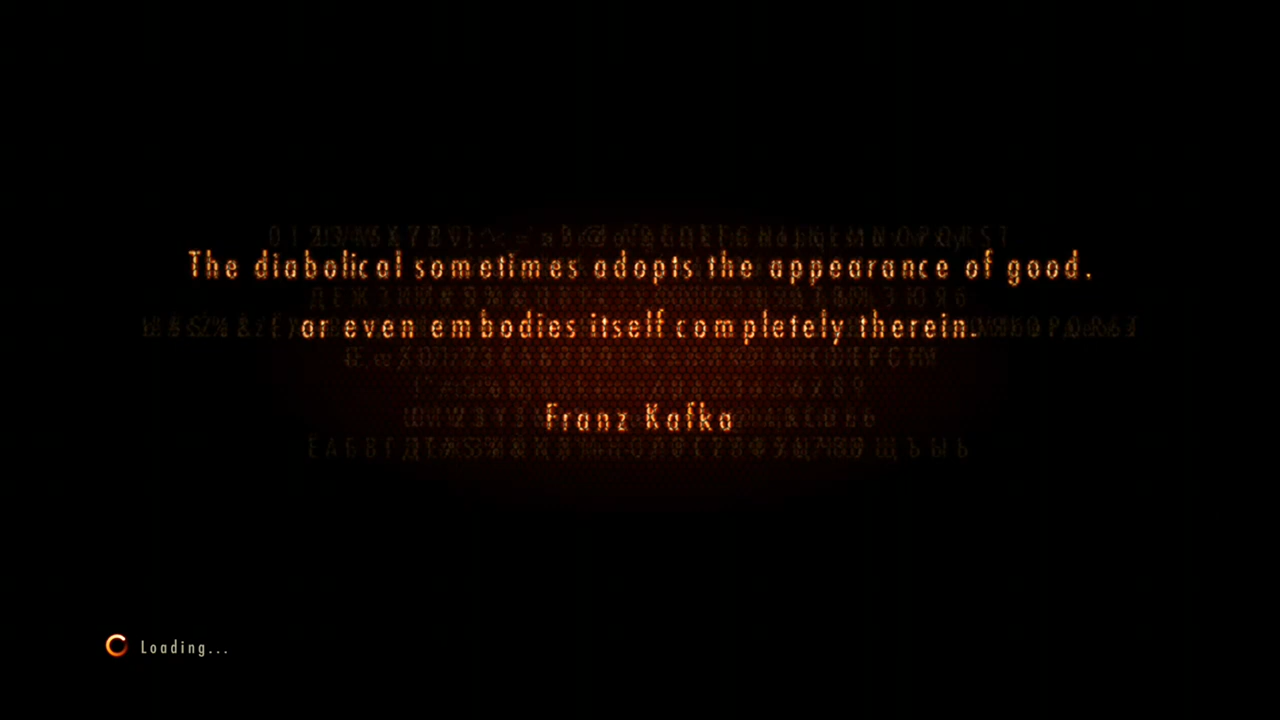 The diabolical sometimes adopts the appearance of good.
or even embodies itself completely therein.
Franz Kafka
Loading...